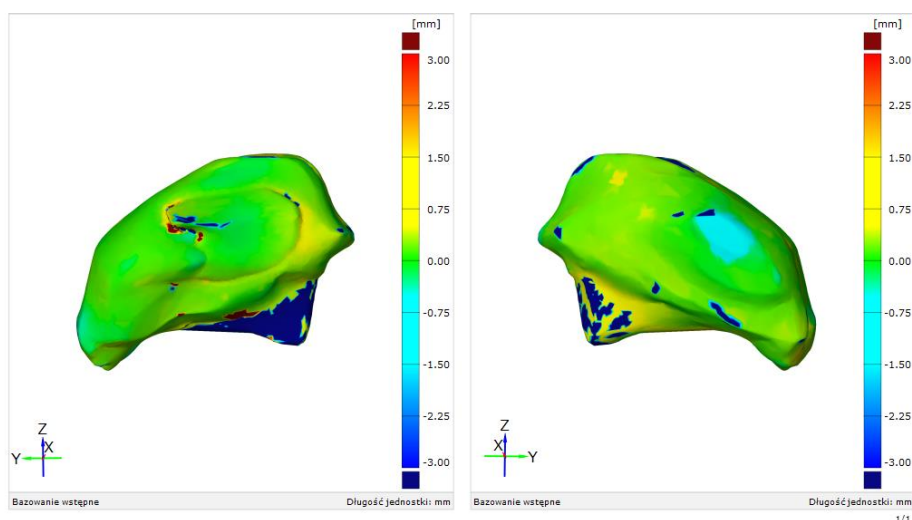 [mm]
3.00
2.25
1.50
0.75
0.00
-0.75
-1.50
-2.25
-3.00
Z
X
Y
Bazowanie wstępne
Długość jednostki: mm
[mm]
3.00
2.25
1.50
0.75
0.00
-0.75
-1.50
-2.25
-3.00
Z
X
Y
Bazowanie wstępne
Długość jednostki: mm
1/1